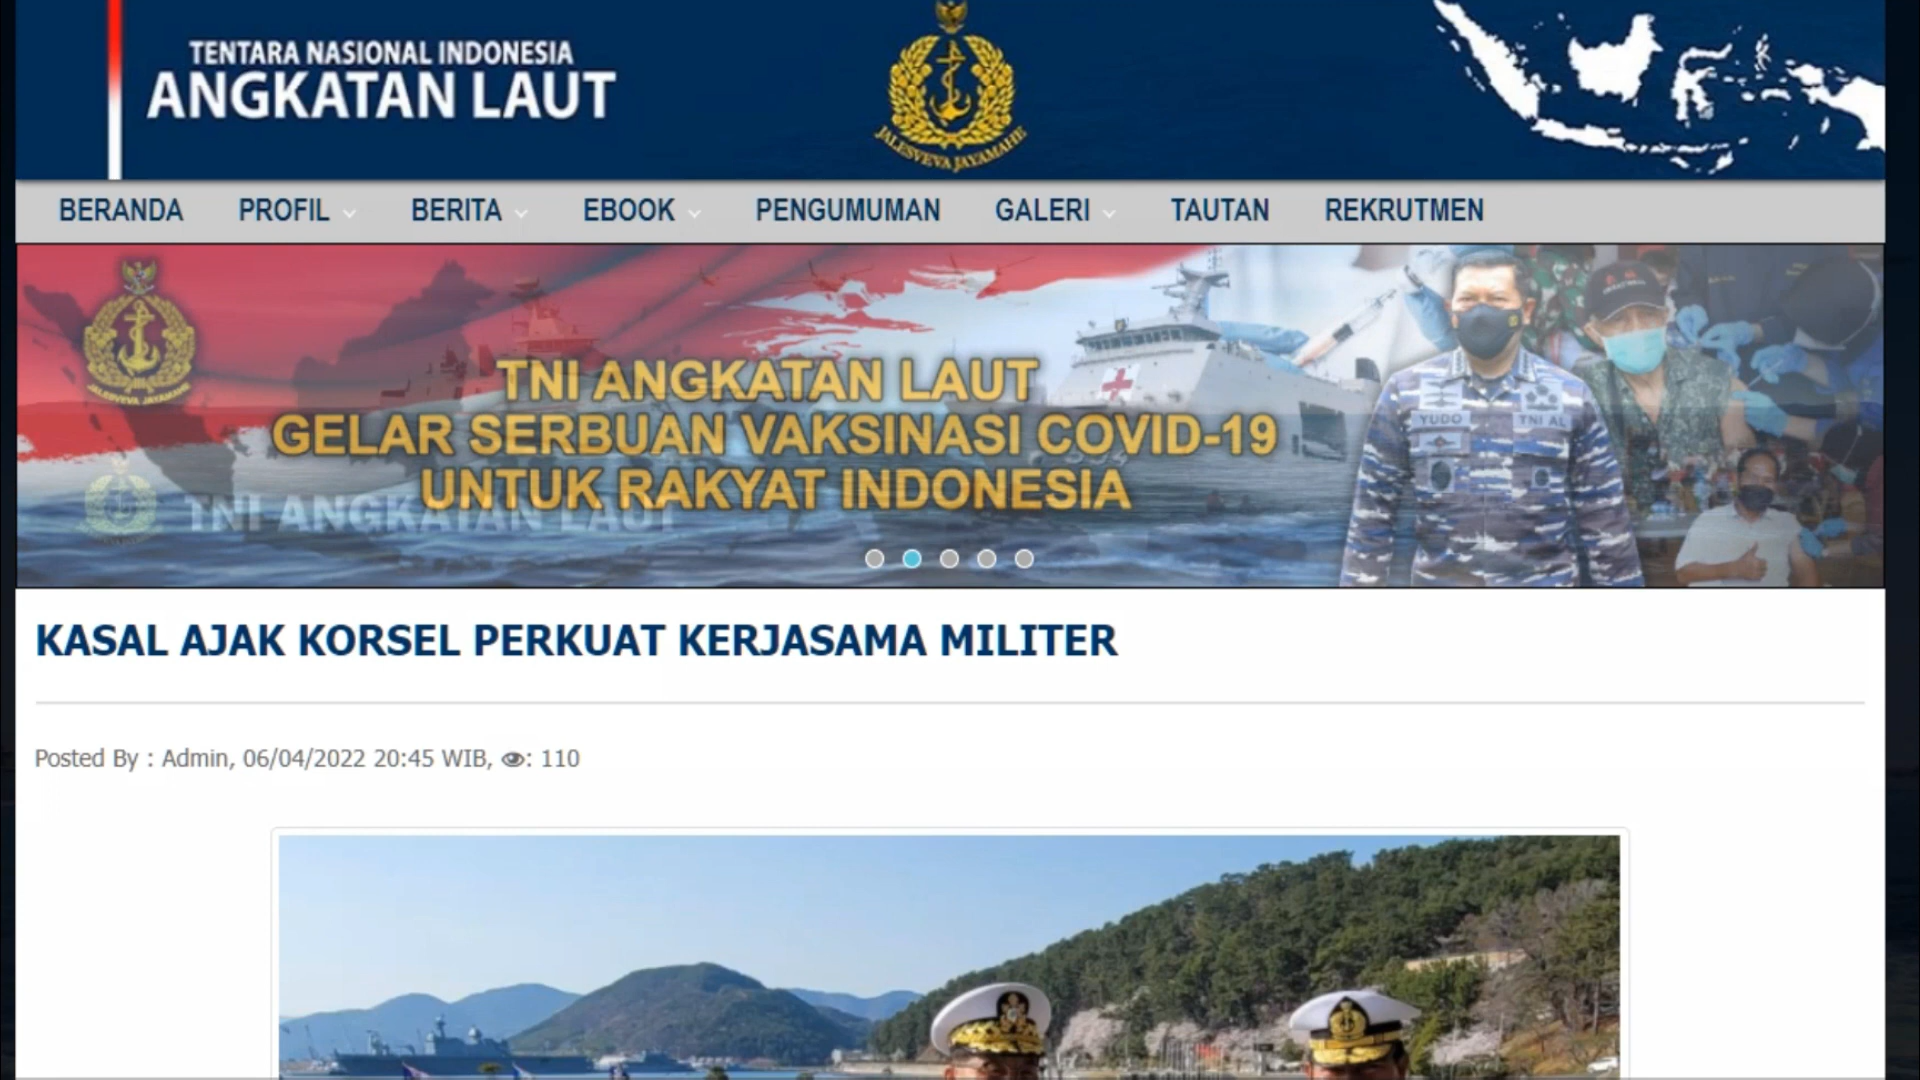 TENTARA NASIONAL INDONESIA
ANGKATAN LAUT
JALESVEVA JAYAMAHE
BERANDA PROFIL BERITA EBOOK PENGUMUMAN GALERI TAUTAN REKRUTMEN
JALESVEVA JAYAMAHE
TNI ANGKATAN LAUT
GELAR SERBUAN VAKSINASI COVID-19
UNTUK RAKYAT INDONESIA
YUDO TNI AL
TNI ANGKATAN LAUT
KASAL AJAK KORSEL PERKUAT KERJASAMA MILITER
Posted By : Admin, 06/04/2022 20:45 WIB, : 110